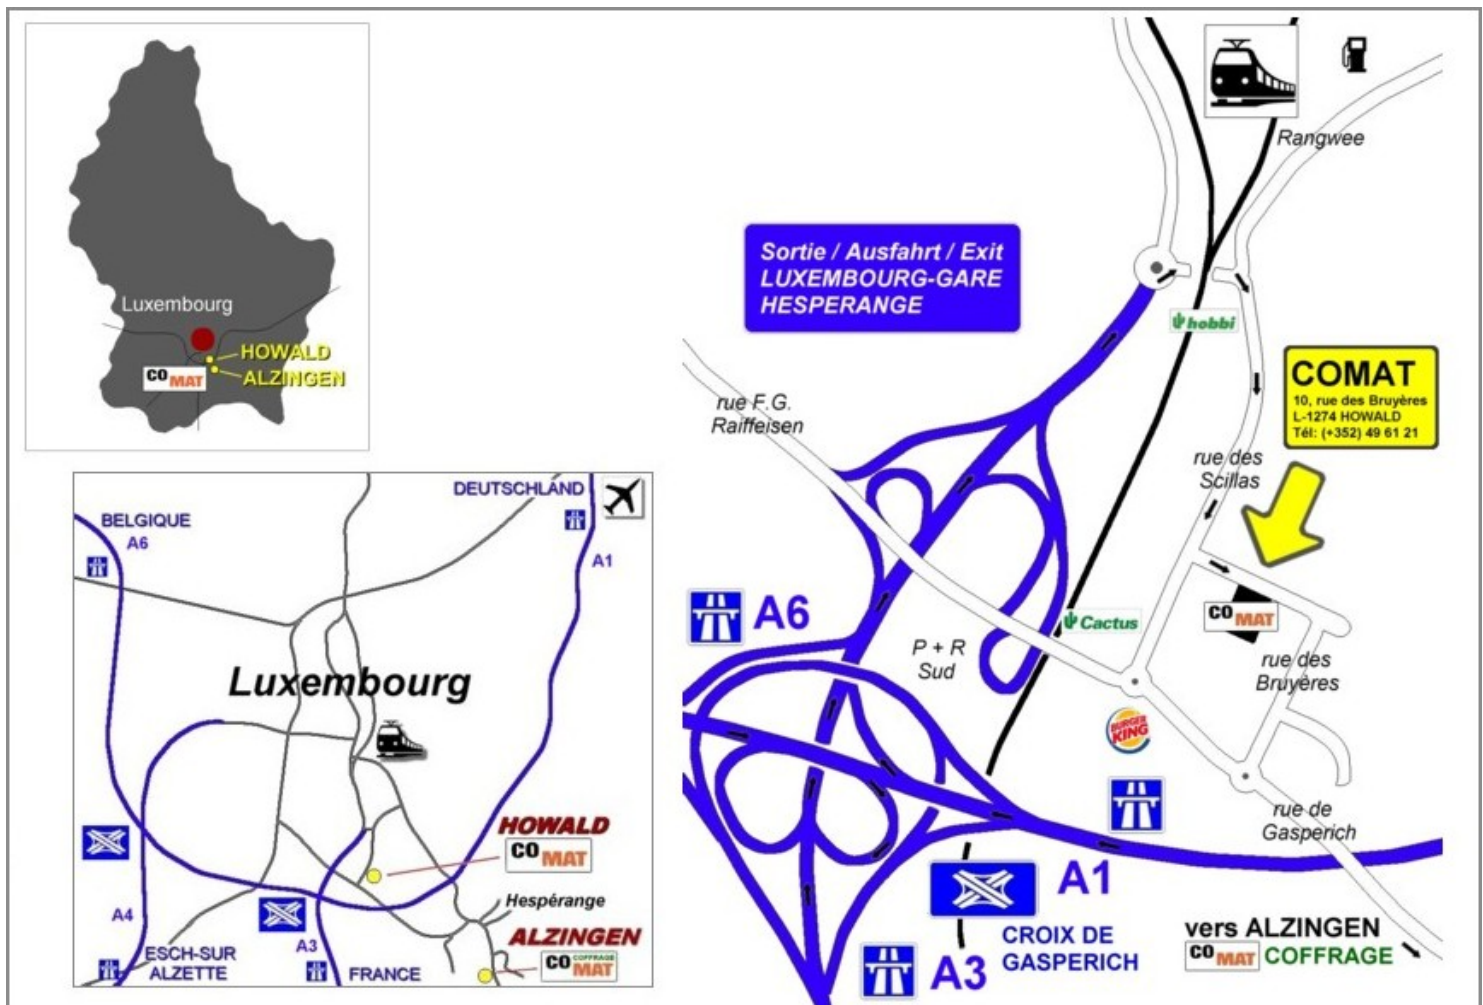 Luxembourg
HOWALD
ALZINGEN
CO
MAT
DEUTSCHLAND
BELGIQUE
A6
A1
Luxembourg
HOWALD
CO
MAT
Hespérange
ALZINGEN
CO
COFFRAGE
MAT
A4
A3
ESCH-SUR
ALZETTE
FRANCE
Rangwee
Sortie / Ausfahrt / Exit
LUXEMBOURG-GARE
HESPERANGE
hobbi
COMAT
10, rue des Bruyères
L-1274 HOWALD
Tél: (+352) 49 61 21
rue F.G.
Raiffeisen
rue des
Scillas
A6
Cactus
CO
MAT
P + R
Sud
rue des
Bruyères
BURGER
KING
rue de
Gasperich
A1
CROIX DE
GASPERICH
A3
vers ALZINGEN
CO
MAT
COFFRAGE